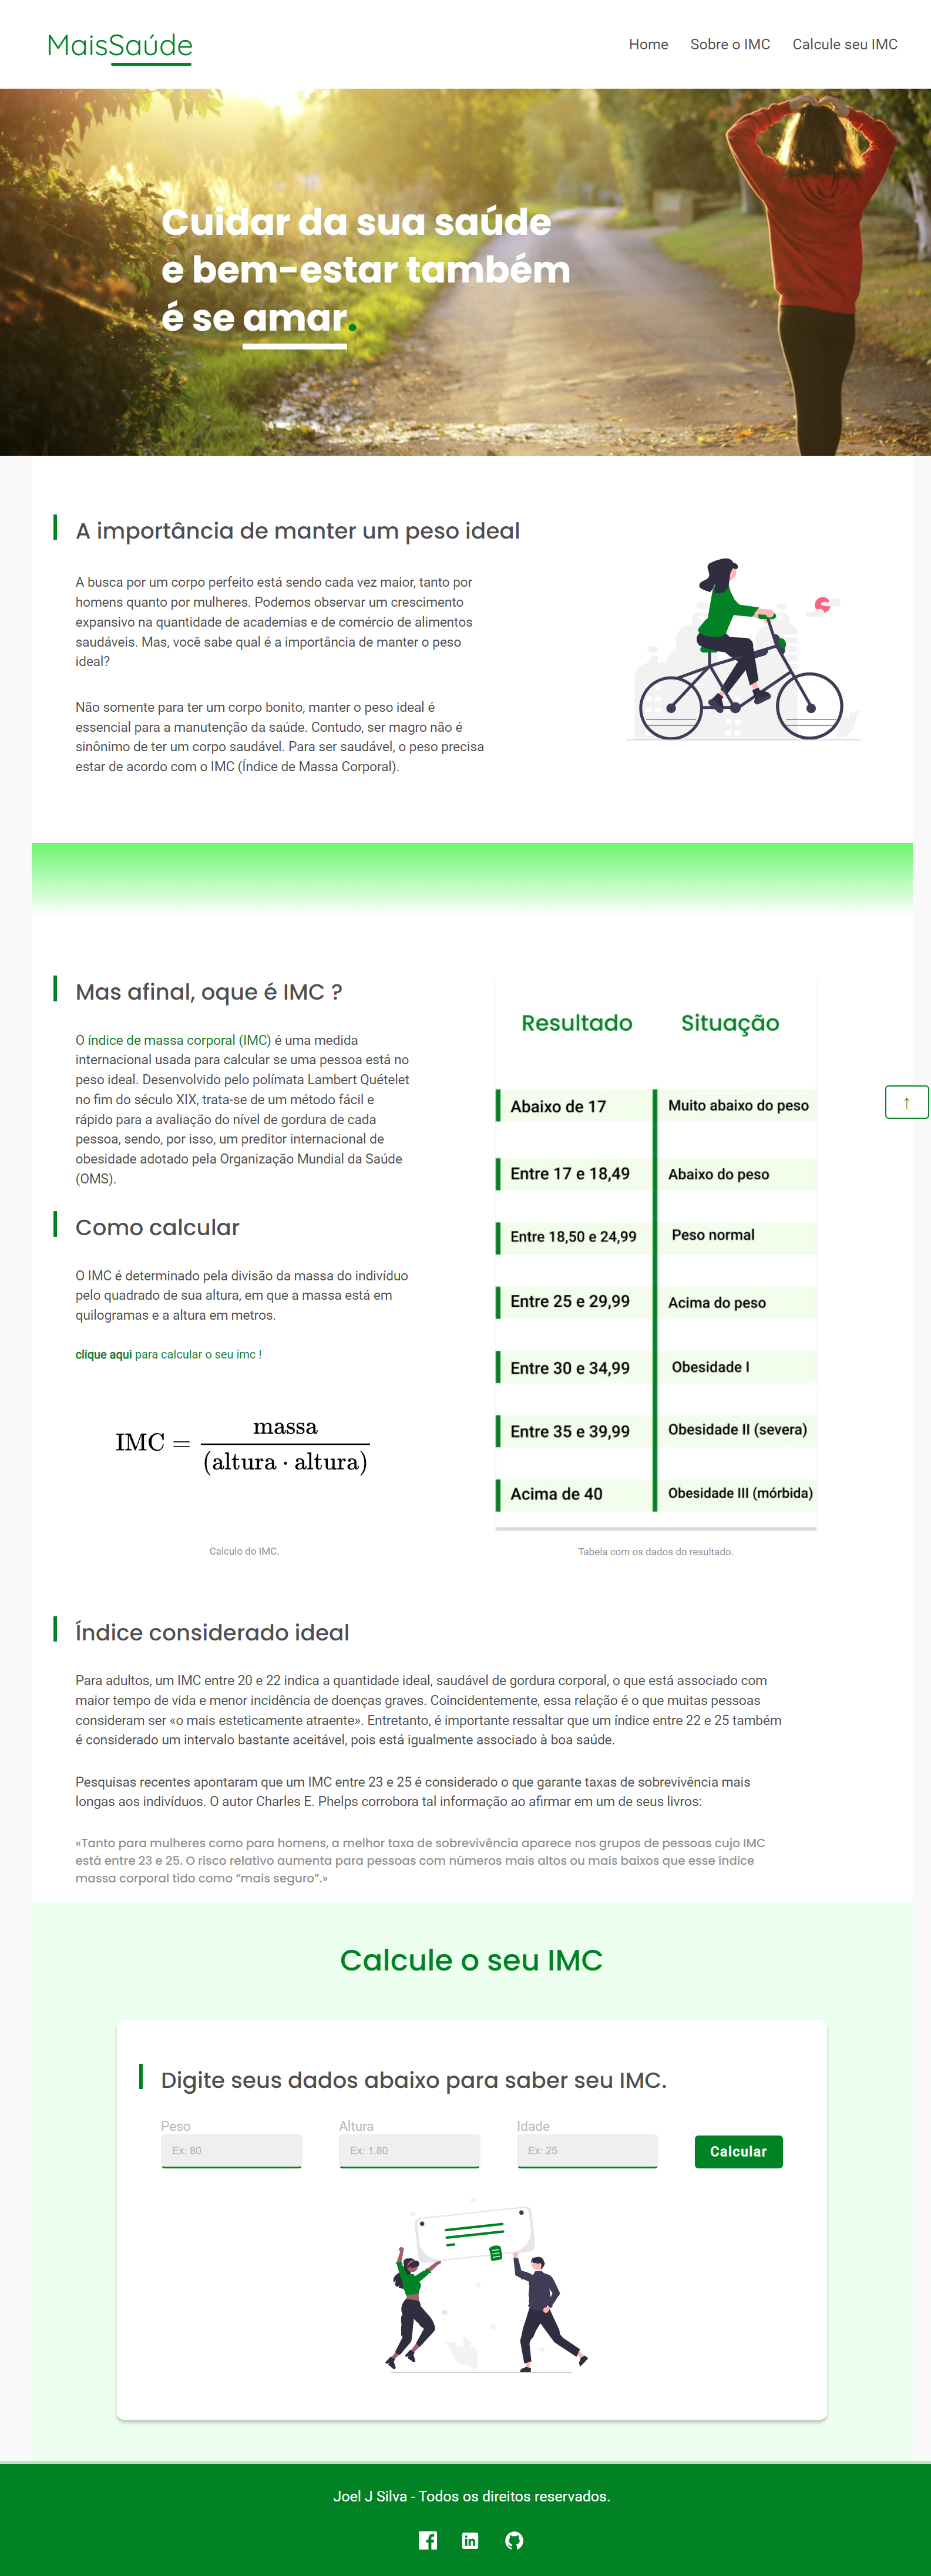 MaisSaúde
Home Sobre o IMC Calcule seu IMC
Cuidar da sua saúde
e bem-estar também
é se amar.
A importância de manter um peso ideal
A busca por um corpo perfeito está sendo cada vez maior, tanto por
homens quanto por mulheres. Podemos observar um crescimento
expansivo na quantidade de academias e de comércio de alimentos
saudáveis. Mas, você sabe qual é a importância de manter o peso
ideal?
Não somente para ter um corpo bonito, manter o peso ideal é
essencial para a manutenção da saúde. Contudo, ser magro não é
sinônimo de ter um corpo saudável. Para ser saudável, o peso precisa
estar de acordo com o IMC (Índice de Massa Corporal).
Mas afinal, oque é IMC ?
O índice de massa corporal (IMC) é uma medida
internacional usada para calcular se uma pessoa está no
peso ideal. Desenvolvido pelo polímata Lambert Quételet
no fim do século XIX, trata-se de um método fácil e
rápido para a avaliação do nível de gordura de cada
pessoa, sendo, por isso, um preditor internacional de
obesidade adotado pela Organização Mundial da Saúde
(OMS).
Como calcular
O IMC é determinado pela divisão da massa do indivíduo
pelo quadrado de sua altura, em que a massa está em
quilogramas e a altura em metros.
clique aqui para calcular o seu imc !
IMC = massa
(altura · altura)
Calculo do IMC.
Resultado Situação
Abaixo de 17 Muito abaixo do peso
Entre 17 e 18,49 Abaixo do peso
Entre 18,50 e 24,99 Peso normal
Entre 25 e 29,99 Acima do peso
Entre 30 e 34,99 Obesidade I
Entre 35 e 39,99 Obesidade II (severa)
Acima de 40 Obesidade III (mórbida)
Tabela com os dados do resultado.
↑
Índice considerado ideal
Para adultos, um IMC entre 20 e 22 indica a quantidade ideal, saudável de gordura corporal, o que está associado com
maior tempo de vida e menor incidência de doenças graves. Coincidentemente, essa relação é o que muitas pessoas
consideram ser «o mais esteticamente atraente». Entretanto, é importante ressaltar que um índice entre 22 e 25 também
é considerado um intervalo bastante aceitável, pois está igualmente associado à boa saúde.
Pesquisas recentes apontaram que um IMC entre 23 e 25 é considerado o que garante taxas de sobrevivência mais
longas aos indivíduos. O autor Charles E. Phelps corrobora tal informação ao afirmar em um de seus livros:
«Tanto para mulheres como para homens, a melhor taxa de sobrevivência aparece nos grupos de pessoas cujo IMC
está entre 23 e 25. O risco relativo aumenta para pessoas com números mais altos ou mais baixos que esse índice
massa corporal tido como “mais seguro”.»
Calcule o seu IMC
Digite seus dados abaixo para saber seu IMC.
Peso Altura Idade
Ex: 80 Ex: 1.80 Ex: 25 Calcular
Joel J Silva - Todos os direitos reservados.